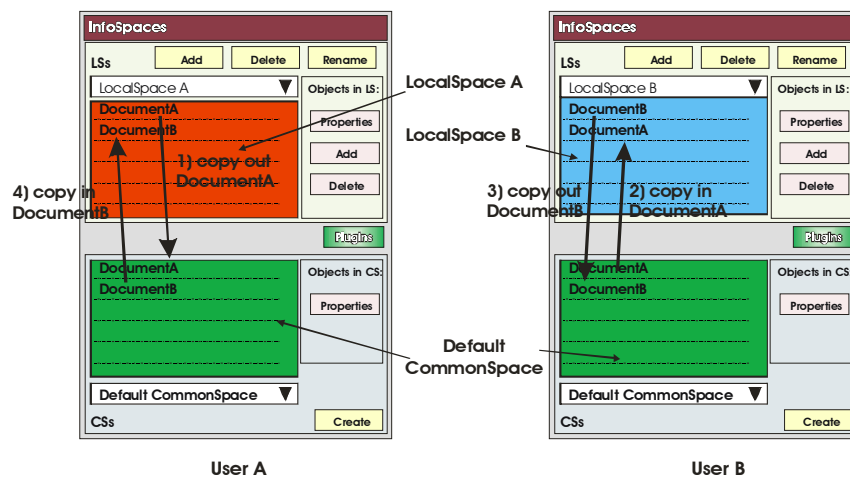 InfoSpaces
LSs
Add
Delete
Rename
LocalSpace A
Objects in LS:
DocumentA
DocumentB
Properties
Add
Delete
1) copy out
DocumentA
4) copy in
DocumentB
Plugins
DocumentA
DocumentB
Objects in CS:
Properties
Default CommonSpace
CSs
Create
User A
LocalSpace A
LocalSpace B
Default
CommonSpace
InfoSpaces
LSs
Add
Delete
Rename
LocalSpace B
Objects in LS:
DocumentB
DocumentA
Properties
Add
Delete
3) copy out
DocumentB
2) copy in
DocumentA
Plugins
DocumentA
DocumentB
Objects in CS:
Properties
Default CommonSpace
CSs
Create
User B